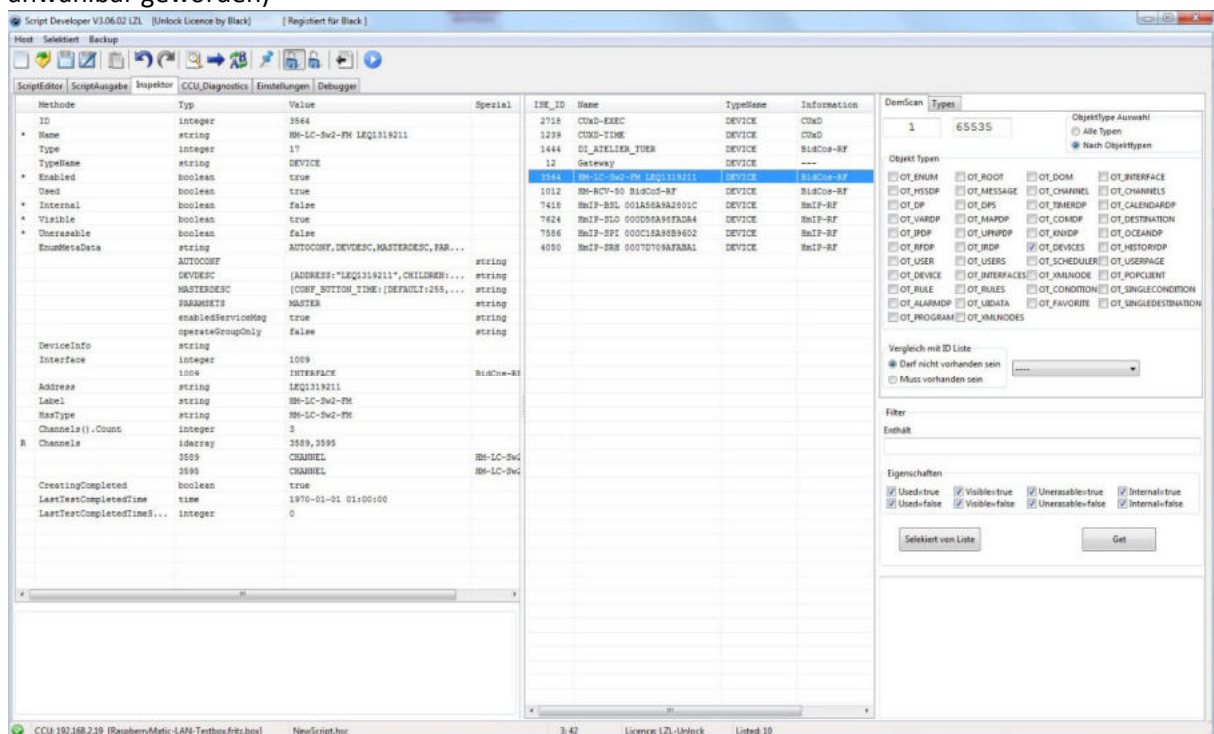 anwählbar geworden)
Script Developer V3.06.02 LZL [Unlock Licence by Black] [ Registiert für Black ]
Host Selektiert Backup
ScriptEditor ScriptAusgabe Inspektor CCU_Diagnostics Einstellungen Debugger
Methode Typ Value Spezial
ID integer 3564
* Name string HM-LC-Sw2-FM LEQ1319211
Type integer 17
TypeName string DEVICE
* Enabled boolean true
Used boolean true
* Internal boolean false
* Visible boolean true
* Unerasable boolean false
EnumMetaData string AUTOCONF,DEVDESC,MASTERDESC,PAR...
AUTOCONF string
DEVDESC {ADDRESS:"LEQ1319211",CHILDREN:... string
MASTERDESC {CONF_BUTTON_TIME:{DEFAULT:255,... string
PARAMSETS MASTER string
enabledServiceMsg true string
operateGroupOnly false string
DeviceInfo string
Interface integer 1009
1009 INTERFACE BidCos-RF
Address string LEQ1319211
Label string HM-LC-Sw2-FM
HssType string HM-LC-Sw2-FM
Channels().Count integer 3
R Channels idarray 3589,3595
3589 CHANNEL HM-LC-Sw2
3595 CHANNEL HM-LC-Sw2
CreatingCompleted boolean true
LastTestCompletedTime time 1970-01-01 01:00:00
LastTestCompletedTimeS... integer 0
ISE_ID Name TypeName Information
2718 CUxD-EXEC DEVICE CUxD
1239 CUxD-TIME DEVICE CUxD
1444 DI_ATELIER_TUER DEVICE BidCos-RF
12 Gateway DEVICE ---
3564 HM-LC-Sw2-FM LEQ1319211 DEVICE BidCos-RF
1012 HM-RCV-50 BidCoS-RF DEVICE BidCos-RF
7418 HmIP-BSL 001A58A9A2801C DEVICE HmIP-RF
7624 HmIP-SLO 000D58A98FADA4 DEVICE HmIP-RF
7586 HmIP-SPI 000C18A98B9602 DEVICE HmIP-RF
4050 HmIP-SRH 0007D709AFABA1 DEVICE HmIP-RF
DomScan Types
1 65535
ObjektType Auswahl
Alle Typen
Nach Objekttypen
Objekt Typen
OT_ENUM OT_ROOT OT_DOM OT_INTERFACE
OT_HSSDP OT_MESSAGE OT_CHANNEL OT_CHANNELS
OT_DP OT_DPS OT_TIMERDP OT_CALENDARDP
OT_VARDP OT_MAPDP OT_COMDP OT_DESTINATION
OT_IPDP OT_UPNPDP OT_KNXDP OT_OCEANDP
OT_RFDP OT_IRDP OT_DEVICES OT_HISTORYDP
OT_USER OT_USERS OT_SCHEDULER OT_USERPAGE
OT_DEVICE OT_INTERFACES OT_XMLNODE OT_POPCLIENT
OT_RULE OT_RULES OT_CONDITION OT_SINGLECONDITION
OT_ALARMDP OT_UIDATA OT_FAVORITE OT_SINGLEDESTINATION
OT_PROGRAM OT_XMLNODES
Vergleich mit ID Liste
Darf nicht vorhanden sein ----
Muss vorhanden sein
Filter
Enthält
Eigenschaften
Used=true Visible=true Unerasable=true Internal=true
Used=false Visible=false Unerasable=false Internal=false
Selekiert von Liste Get
CCU: 192.168.2.19 [RaspberryMatic-LAN-Testbox.fritz.box] NewScript.hsc 3: 42 Licence: LZL-Unlock Listed: 10